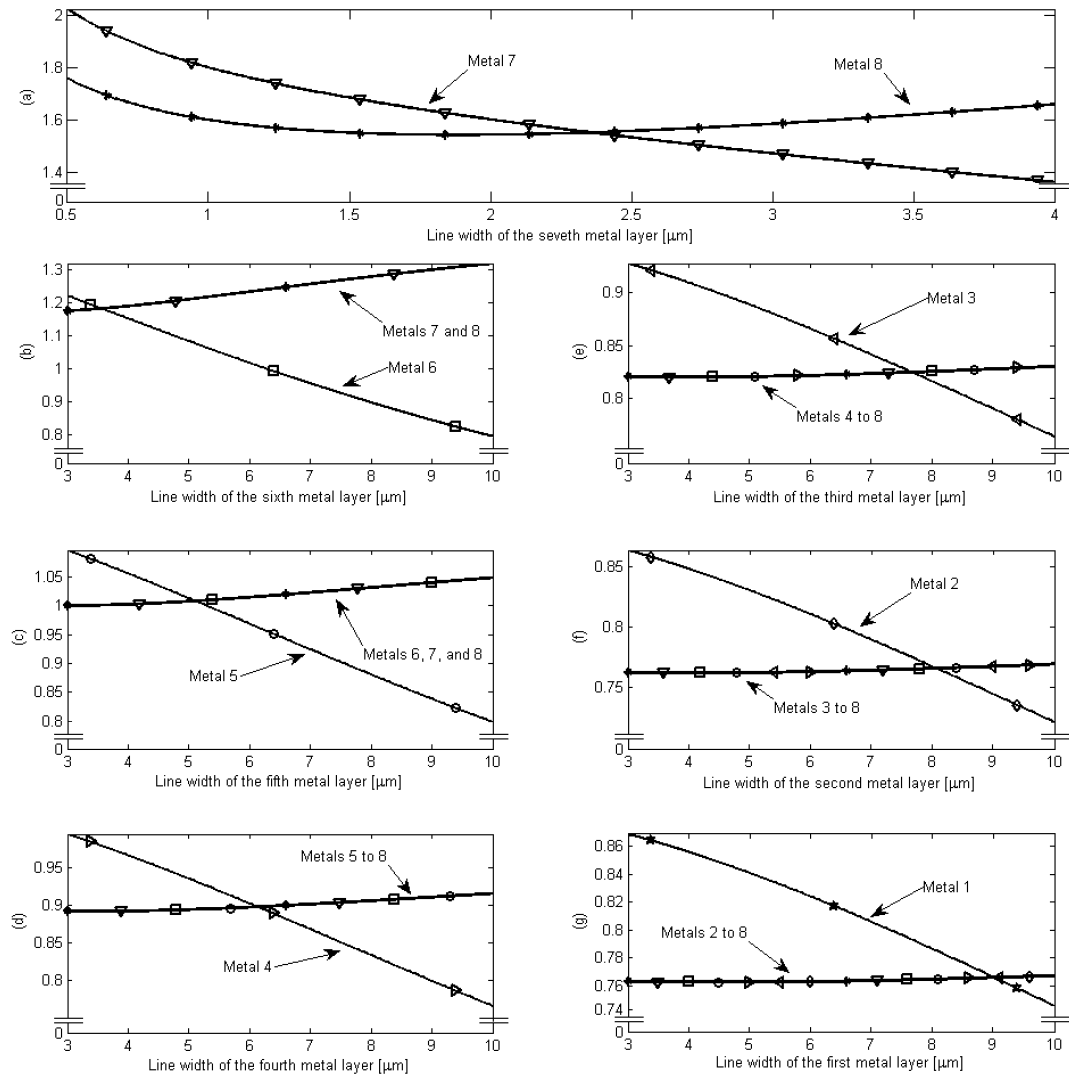 2
1.8
1.6
1.4
0
(a)
Metal 7
Metal 8
0.5 1 1.5 2 2.5 3 3.5 4
Line width of the seveth metal layer [μm]
1.3
1.2
1.1
1
0.9
0.8
0
(b)
Metals 7 and 8
Metal 6
3 4 5 6 7 8 9 10
Line width of the sixth metal layer [μm]
1.05
1
0.95
0.9
0.85
0.8
0
(c)
Metals 6, 7, and 8
Metal 5
3 4 5 6 7 8 9 10
Line width of the fifth metal layer [μm]
0.95
0.9
0.85
0.8
0
(d)
Metals 5 to 8
Metal 4
3 4 5 6 7 8 9 10
Line width of the fourth metal layer [μm]
0.9
0.85
0.8
0
(e)
Metal 3
Metals 4 to 8
3 4 5 6 7 8 9 10
Line width of the third metal layer [μm]
0.85
0.8
0.75
0
(f)
Metal 2
Metals 3 to 8
3 4 5 6 7 8 9 10
Line width of the second metal layer [μm]
0.86
0.84
0.82
0.8
0.78
0.76
0.74
0
(g)
Metal 1
Metals 2 to 8
3 4 5 6 7 8 9 10
Line width of the first metal layer [μm]